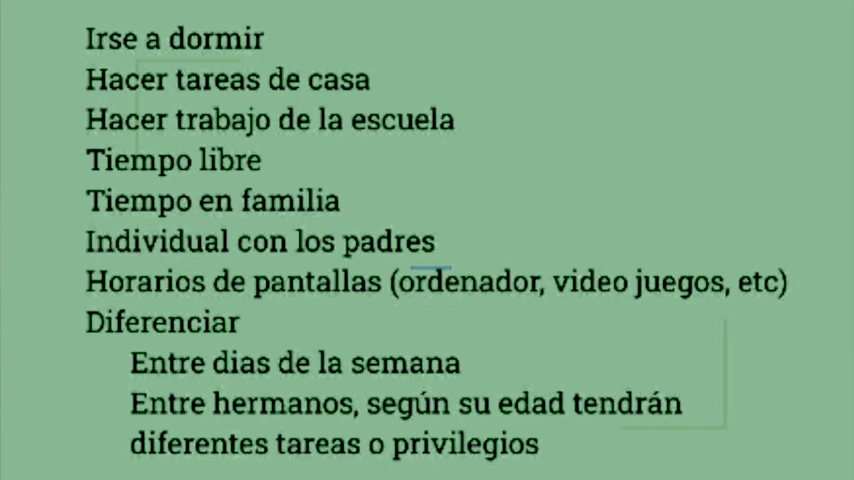 Irse a dormir
Hacer tareas de casa
Hacer trabajo de la escuela
Tiempo libre
Tiempo en familia
Individual con los padres
Horarios de pantallas (ordenador, video juegos, etc)
Diferenciar
Entre dias de la semana
Entre hermanos, según su edad tendrán
diferentes tareas o privilegios